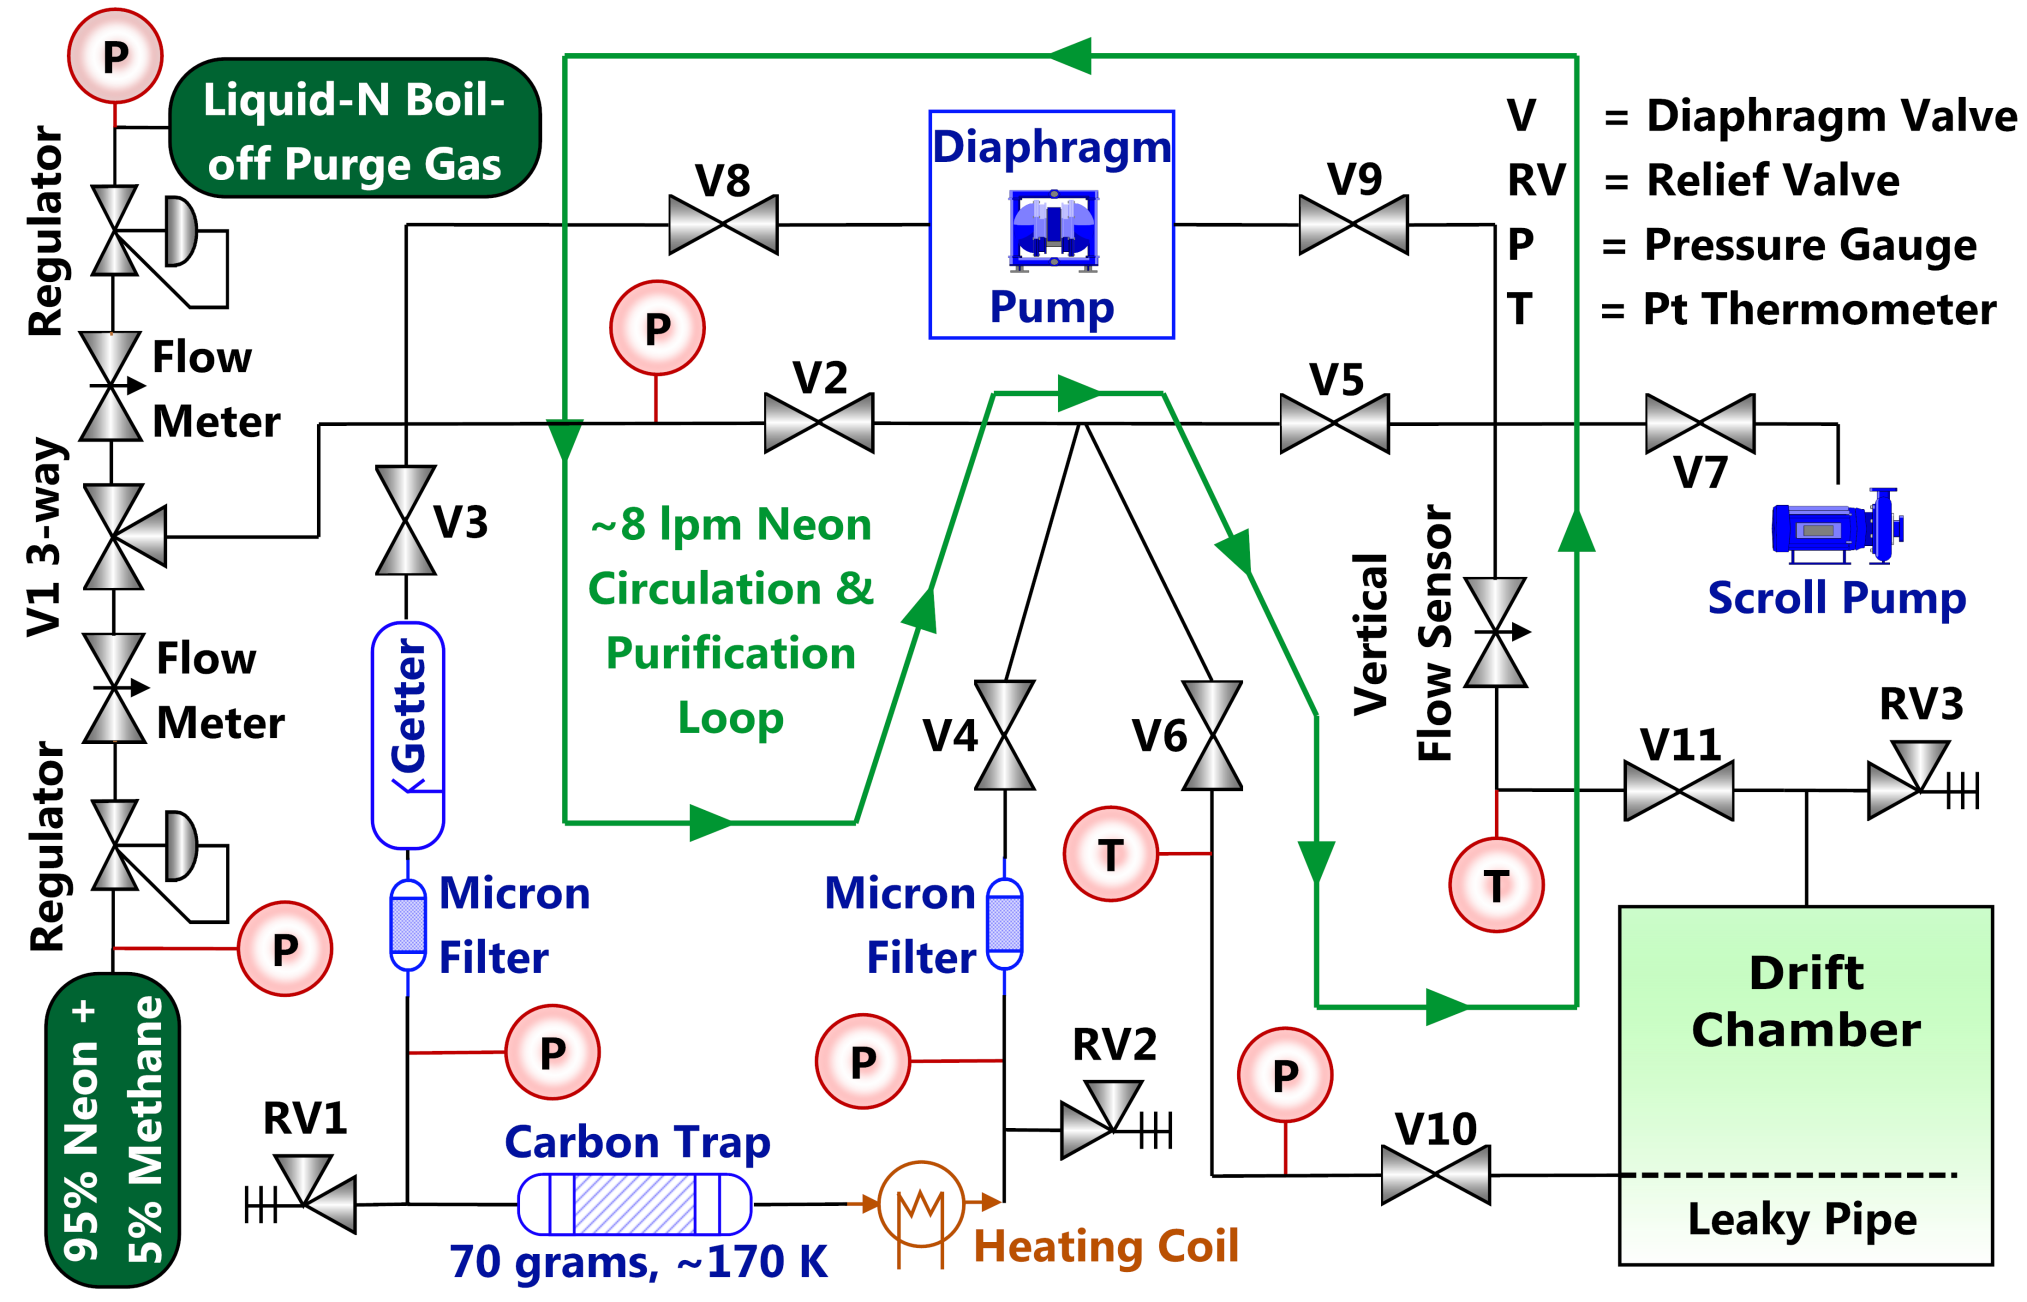 P
Liquid-N Boil-
off Purge Gas
Regulator
Flow
Meter
V1 3-way
Flow
Meter
Regulator
P
95% Neon +
5% Methane
V8
Diaphragm
Pump
V9
V = Diaphragm Valve
RV = Relief Valve
P = Pressure Gauge
T = Pt Thermometer
P
V2
V5
V7
Scroll Pump
V3
~8 lpm Neon
Circulation &
Purification
Loop
Getter
Micron
Filter
P
RV1
Carbon Trap
70 grams, ~170 K
Heating Coil
V4
Micron
Filter
P
RV2
V6
T
P
V10
Vertical
Flow Sensor
T
V11
RV3
Drift
Chamber
Leaky Pipe